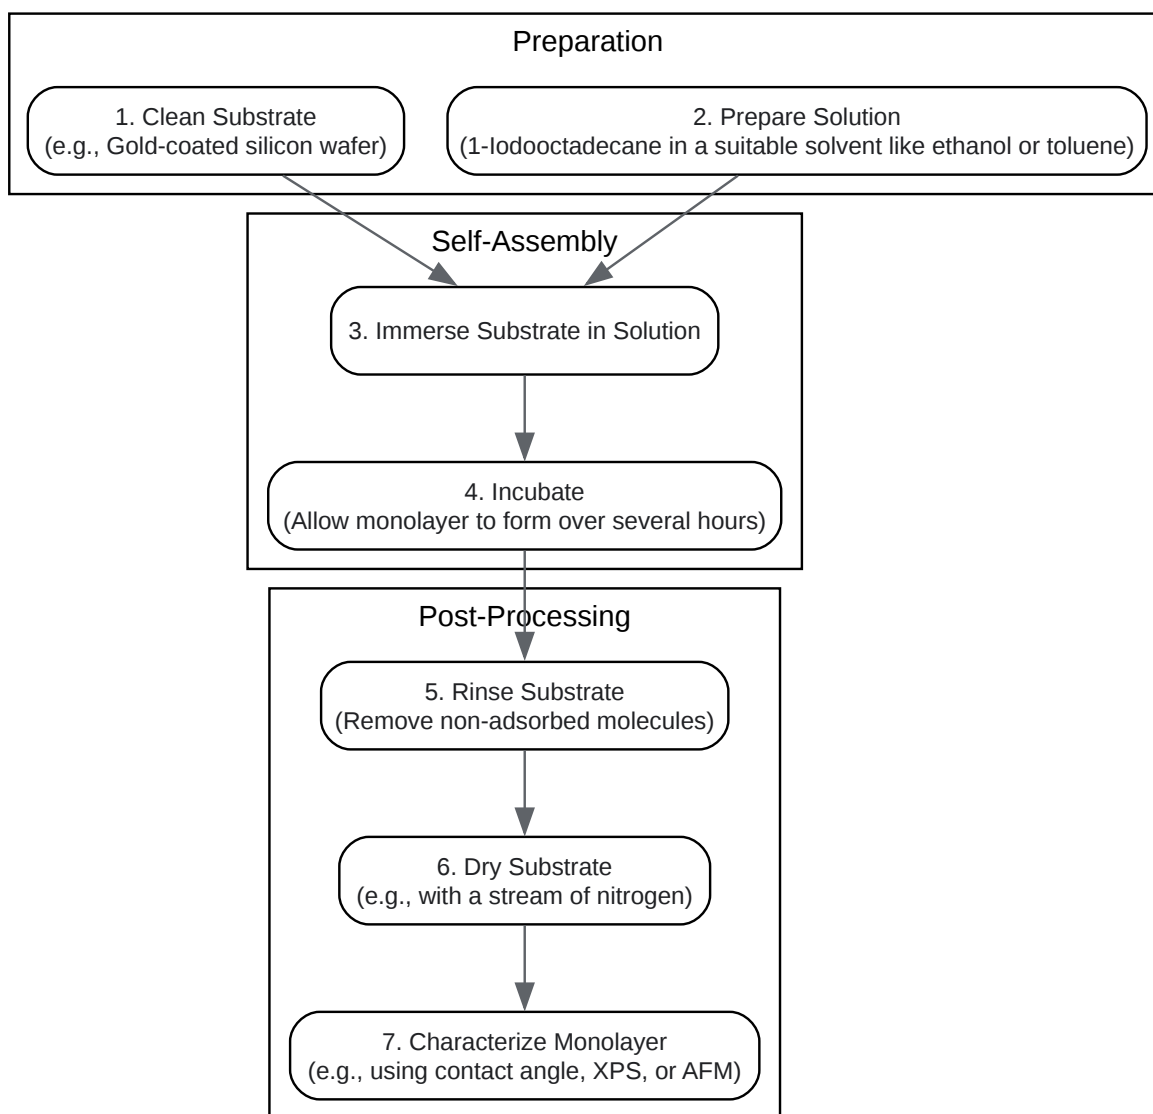 Preparation
1. Clean Substrate
(e.g., Gold-coated silicon wafer)
2. Prepare Solution
(1-Iodooctadecane in a suitable solvent like ethanol or toluene)
Self-Assembly
3. Immerse Substrate in Solution
4. Incubate
(Allow monolayer to form over several hours)
Post-Processing
5. Rinse Substrate
(Remove non-adsorbed molecules)
6. Dry Substrate
(e.g., with a stream of nitrogen)
7. Characterize Monolayer
(e.g., using contact angle, XPS, or AFM)